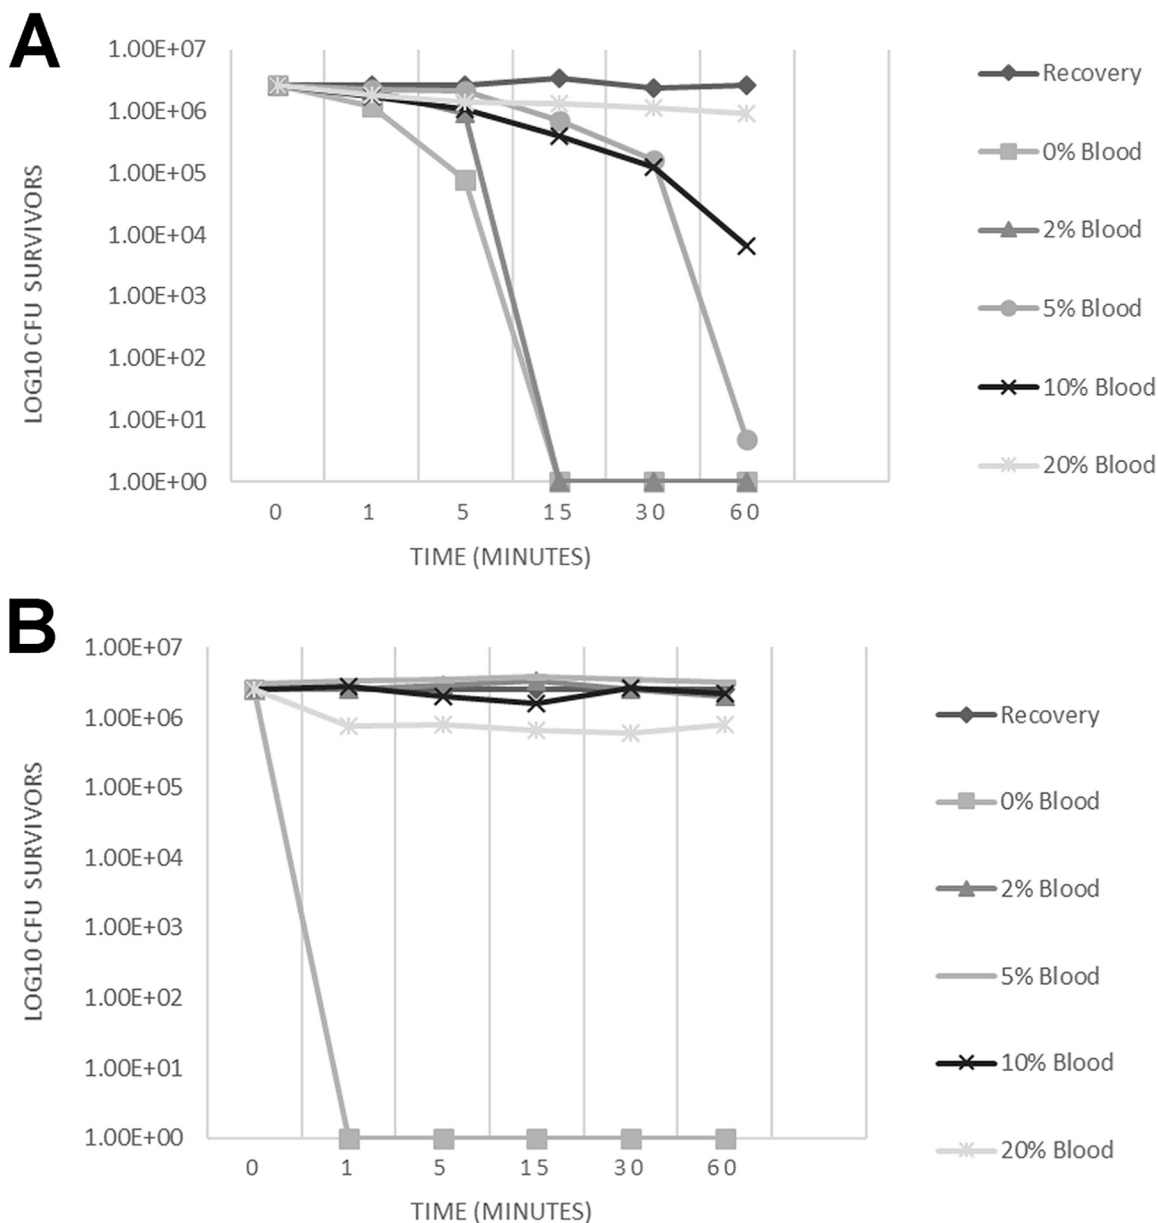 A
1.00E+07
1.00E+06
1.00E+05
1.00E+04
1.00E+03
1.00E+02
1.00E+01
1.00E+00
LOG10 CFU SURVIVORS
0 1 5 15 30 60
TIME (MINUTES)
Recovery
0% Blood
2% Blood
5% Blood
10% Blood
20% Blood
B
1.00E+07
1.00E+06
1.00E+05
1.00E+04
1.00E+03
1.00E+02
1.00E+01
1.00E+00
LOG10 CFU SURVIVORS
0 1 5 15 30 60
TIME (MINUTES)
Recovery
0% Blood
2% Blood
5% Blood
10% Blood
20% Blood